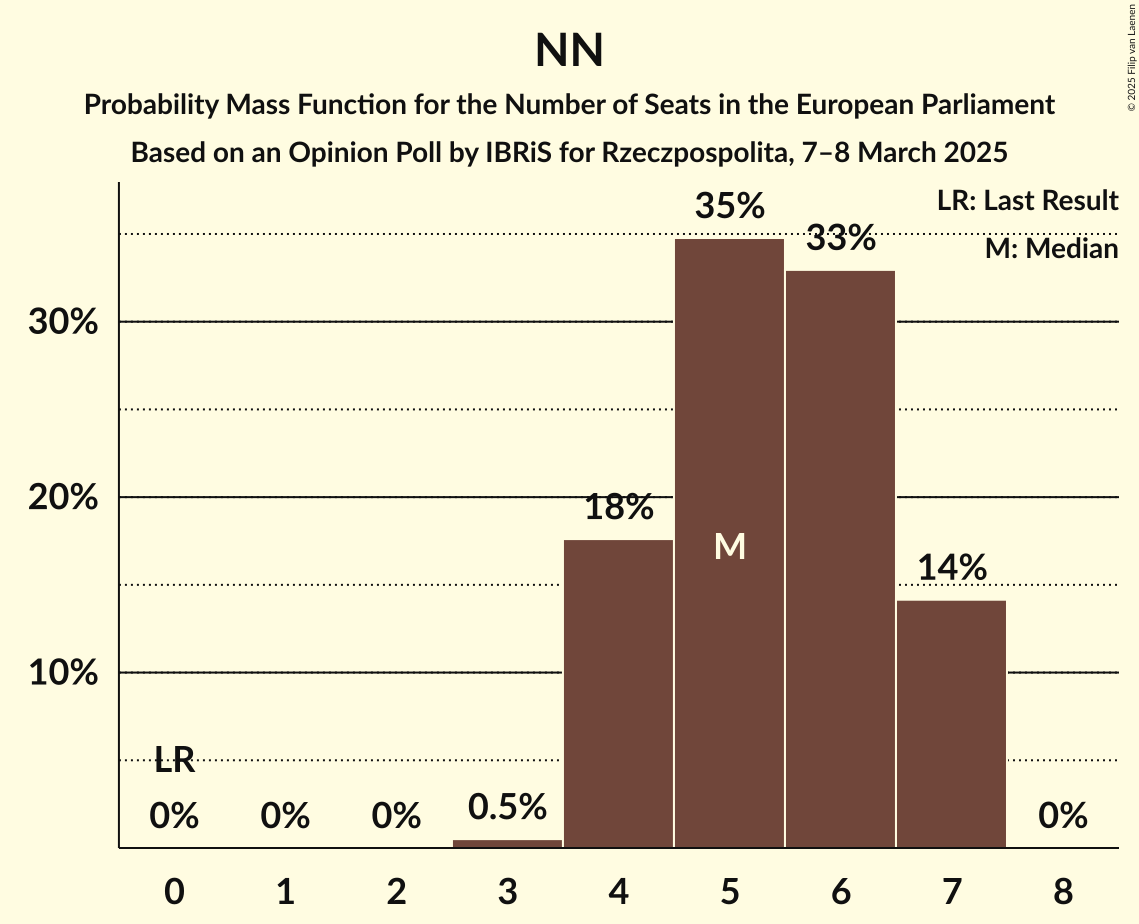 NN
Probability Mass Function for the Number of Seats in the European Parliament
Based on an Opinion Poll by IBRiS for Rzeczpospolita, 7–8 March 2025
© 2025 Filip van Laenen
LR: Last Result
M: Median
35%
33%
30%
20%
18%
M
14%
10%
LR
0% 0% 0% 0.5% 0%
0 1 2 3 4 5 6 7 8